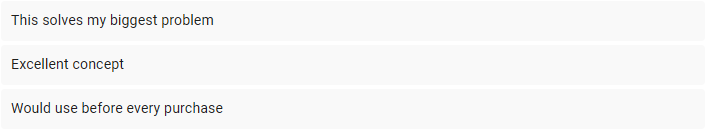 This solves my biggest problem
Excellent concept
Would use before every purchase